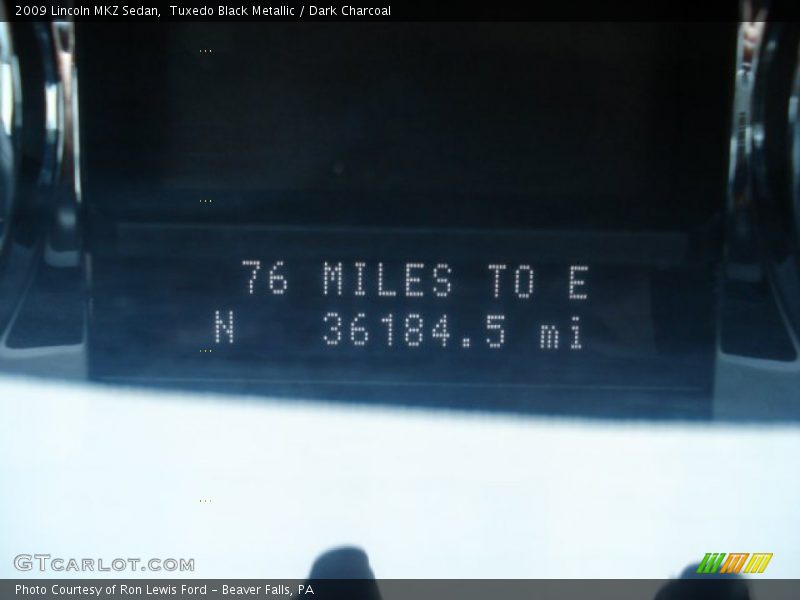 2009 Lincoln MKZ Sedan,  Tuxedo Black Metallic / Dark Charcoal
76 MILES TO E
N 36184.5 mi
GTCARLOT.COM
Photo Courtesy of Ron Lewis Ford - Beaver Falls, PA